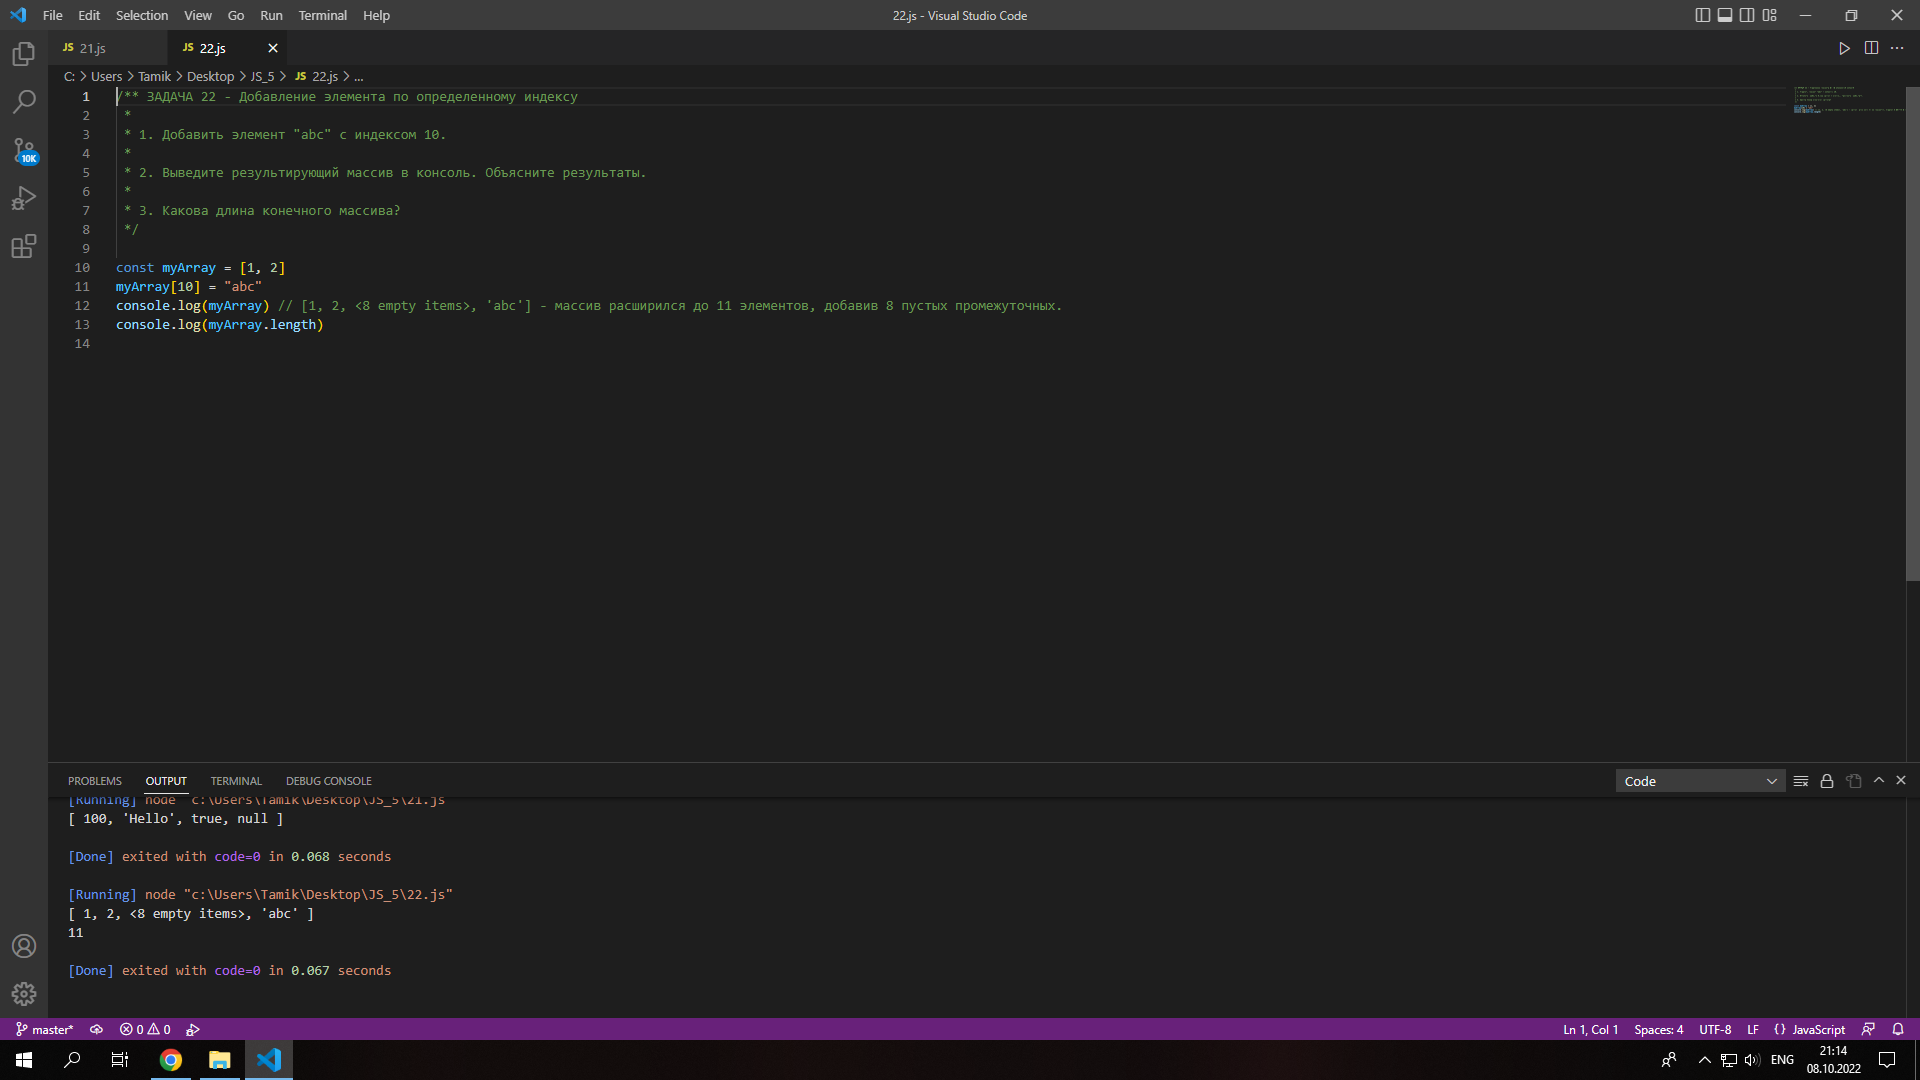 File Edit Selection View Go Run Terminal Help
22.js - Visual Studio Code
JS 21.js
JS 22.js
C: > Users > Tamik > Desktop > JS_5 > JS 22.js > ...
1 /** ЗАДАЧА 22 - Добавление элемента по определенному индексу
2 *
3 * 1. Добавить элемент "abc" с индексом 10.
4 *
5 * 2. Выведите результирующий массив в консоль. Объясните результаты.
6 *
7 * 3. Какова длина конечного массива?
8 */
9
10 const myArray = [1, 2]
11 myArray[10] = "abc"
12 console.log(myArray) // [1, 2, <8 empty items>, 'abc'] - массив расширился до 11 элементов, добавив 8 пустых промежуточных.
13 console.log(myArray.length)
14
10K
PROBLEMS OUTPUT TERMINAL DEBUG CONSOLE
Code
[Running] node "c:\Users\Tamik\Desktop\JS_5\21.js"
[ 100, 'Hello', true, null ]
[Done] exited with code=0 in 0.068 seconds
[Running] node "c:\Users\Tamik\Desktop\JS_5\22.js"
[ 1, 2, <8 empty items>, 'abc' ]
11
[Done] exited with code=0 in 0.067 seconds
master* 0 0
Ln 1, Col 1 Spaces: 4 UTF-8 LF {} JavaScript
ENG
21:14
08.10.2022